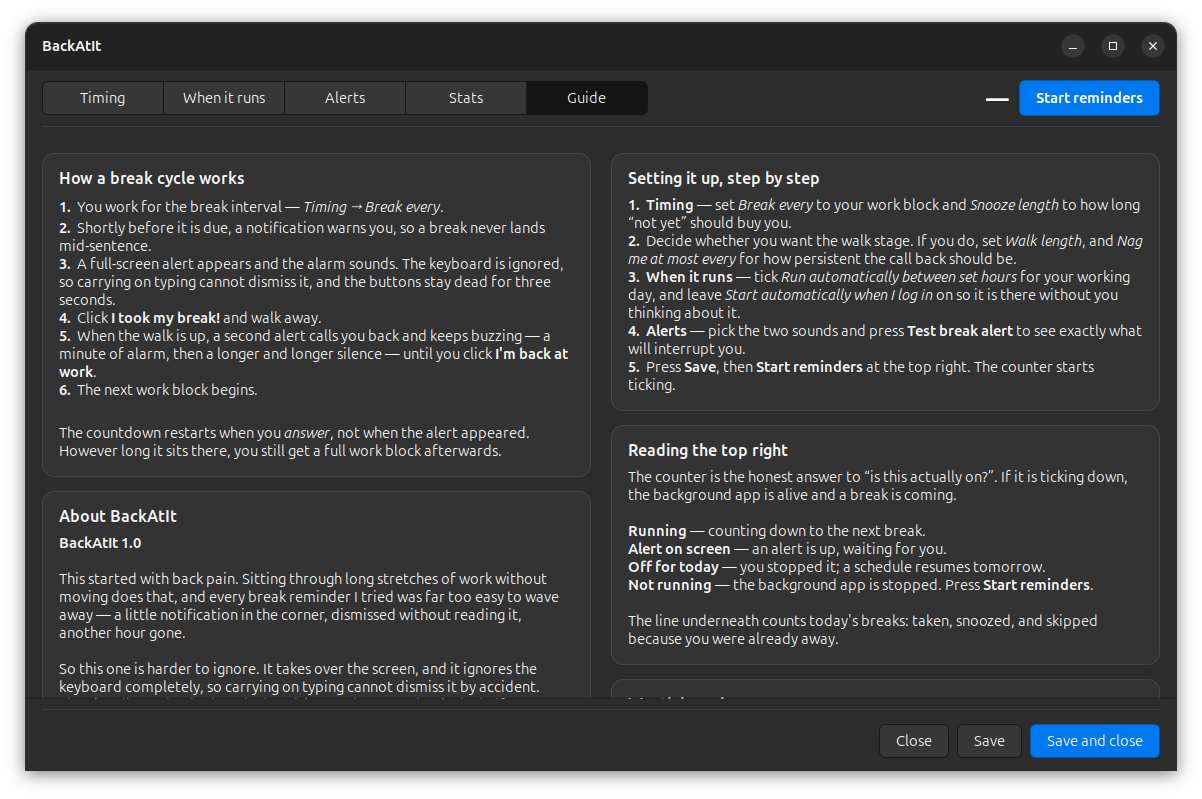 BackAtIt
Timing
When it runs
Alerts
Stats
Guide
—
Start reminders
How a break cycle works
1. You work for the break interval — Timing → Break every.
2. Shortly before it is due, a notification warns you, so a break never lands
mid-sentence.
3. A full-screen alert appears and the alarm sounds. The keyboard is ignored,
so carrying on typing cannot dismiss it, and the buttons stay dead for three
seconds.
4. Click I took my break! and walk away.
5. When the walk is up, a second alert calls you back and keeps buzzing — a
minute of alarm, then a longer and longer silence — until you click I'm back at
work.
6. The next work block begins.
The countdown restarts when you answer, not when the alert appeared.
However long it sits there, you still get a full work block afterwards.
About BackAtIt
BackAtIt 1.0
This started with back pain. Sitting through long stretches of work without
moving does that, and every break reminder I tried was far too easy to wave
away — a little notification in the corner, dismissed without reading it,
another hour gone.
So this one is harder to ignore. It takes over the screen, and it ignores the
keyboard completely, so carrying on typing cannot dismiss it by accident.
Setting it up, step by step
1. Timing — set Break every to your work block and Snooze length to how long
“not yet” should buy you.
2. Decide whether you want the walk stage. If you do, set Walk length, and Nag
me at most every for how persistent the call back should be.
3. When it runs — tick Run automatically between set hours for your working
day, and leave Start automatically when I log in on so it is there without you
thinking about it.
4. Alerts — pick the two sounds and press Test break alert to see exactly what
will interrupt you.
5. Press Save, then Start reminders at the top right. The counter starts
ticking.
Reading the top right
The counter is the honest answer to “is this actually on?”. If it is ticking down,
the background app is alive and a break is coming.
Running — counting down to the next break.
Alert on screen — an alert is up, waiting for you.
Off for today — you stopped it; a schedule resumes tomorrow.
Not running — the background app is stopped. Press Start reminders.
The line underneath counts today's breaks: taken, snoozed, and skipped
because you were already away.
Close
Save
Save and close